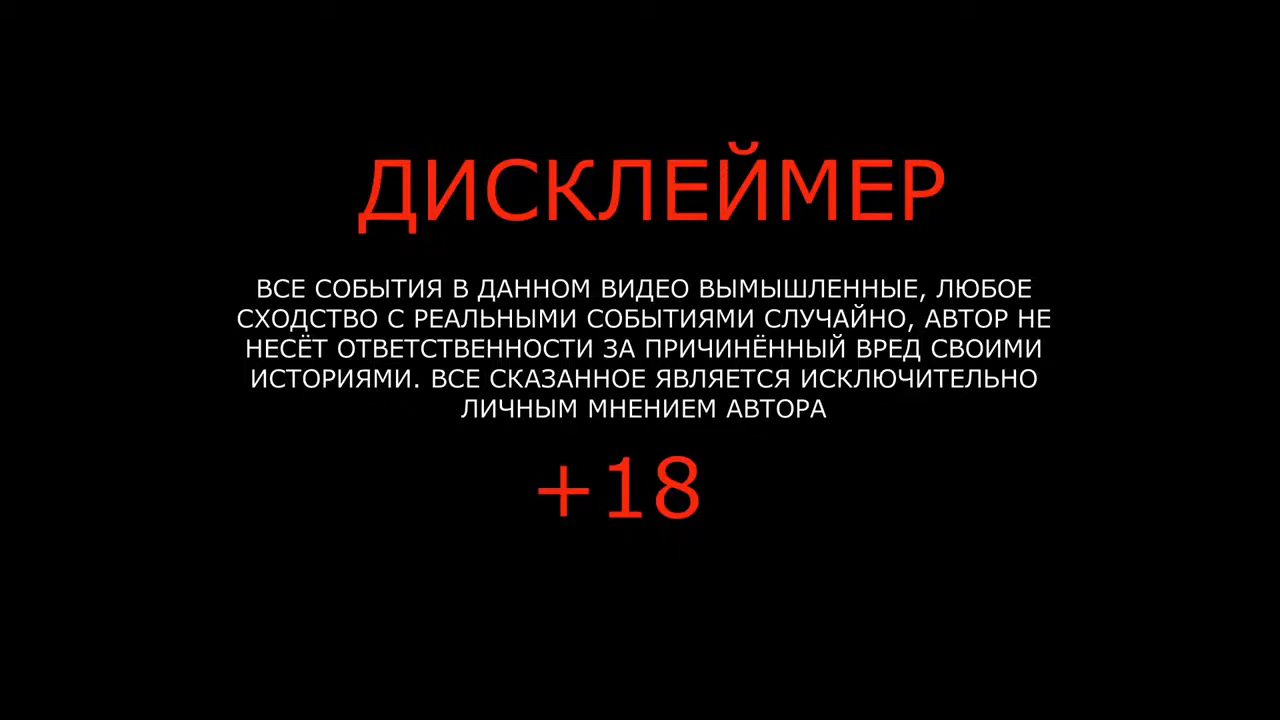 ДИСКЛЕЙМЕР
ВСЕ СОБЫТИЯ В ДАННОМ ВИДЕО ВЫМЫШЛЕННЫЕ, ЛЮБОЕ
СХОДСТВО С РЕАЛЬНЫМИ СОБЫТИЯМИ СЛУЧАЙНО, АВТОР НЕ
НЕСЁТ ОТВЕТСТВЕННОСТИ ЗА ПРИЧИНЁННЫЙ ВРЕД СВОИМИ
ИСТОРИЯМИ. ВСЕ СКАЗАННОЕ ЯВЛЯЕТСЯ ИСКЛЮЧИТЕЛЬНО
ЛИЧНЫМ МНЕНИЕМ АВТОРА
+18